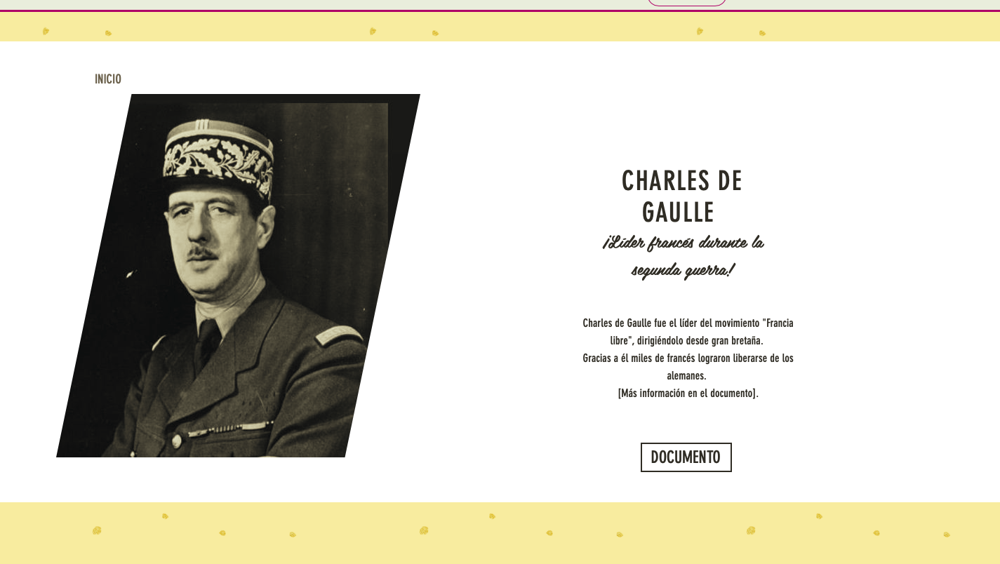 INICIO
CHARLES DE
GAULLE
¡Líder francés durante la
segunda guerra!
Charles de Gaulle fue el líder del movimiento "Francia
libre", dirigiéndolo desde gran bretaña.
Gracias a él miles de francés lograron liberarse de los
alemanes.
[Más información en el documento].
DOCUMENTO